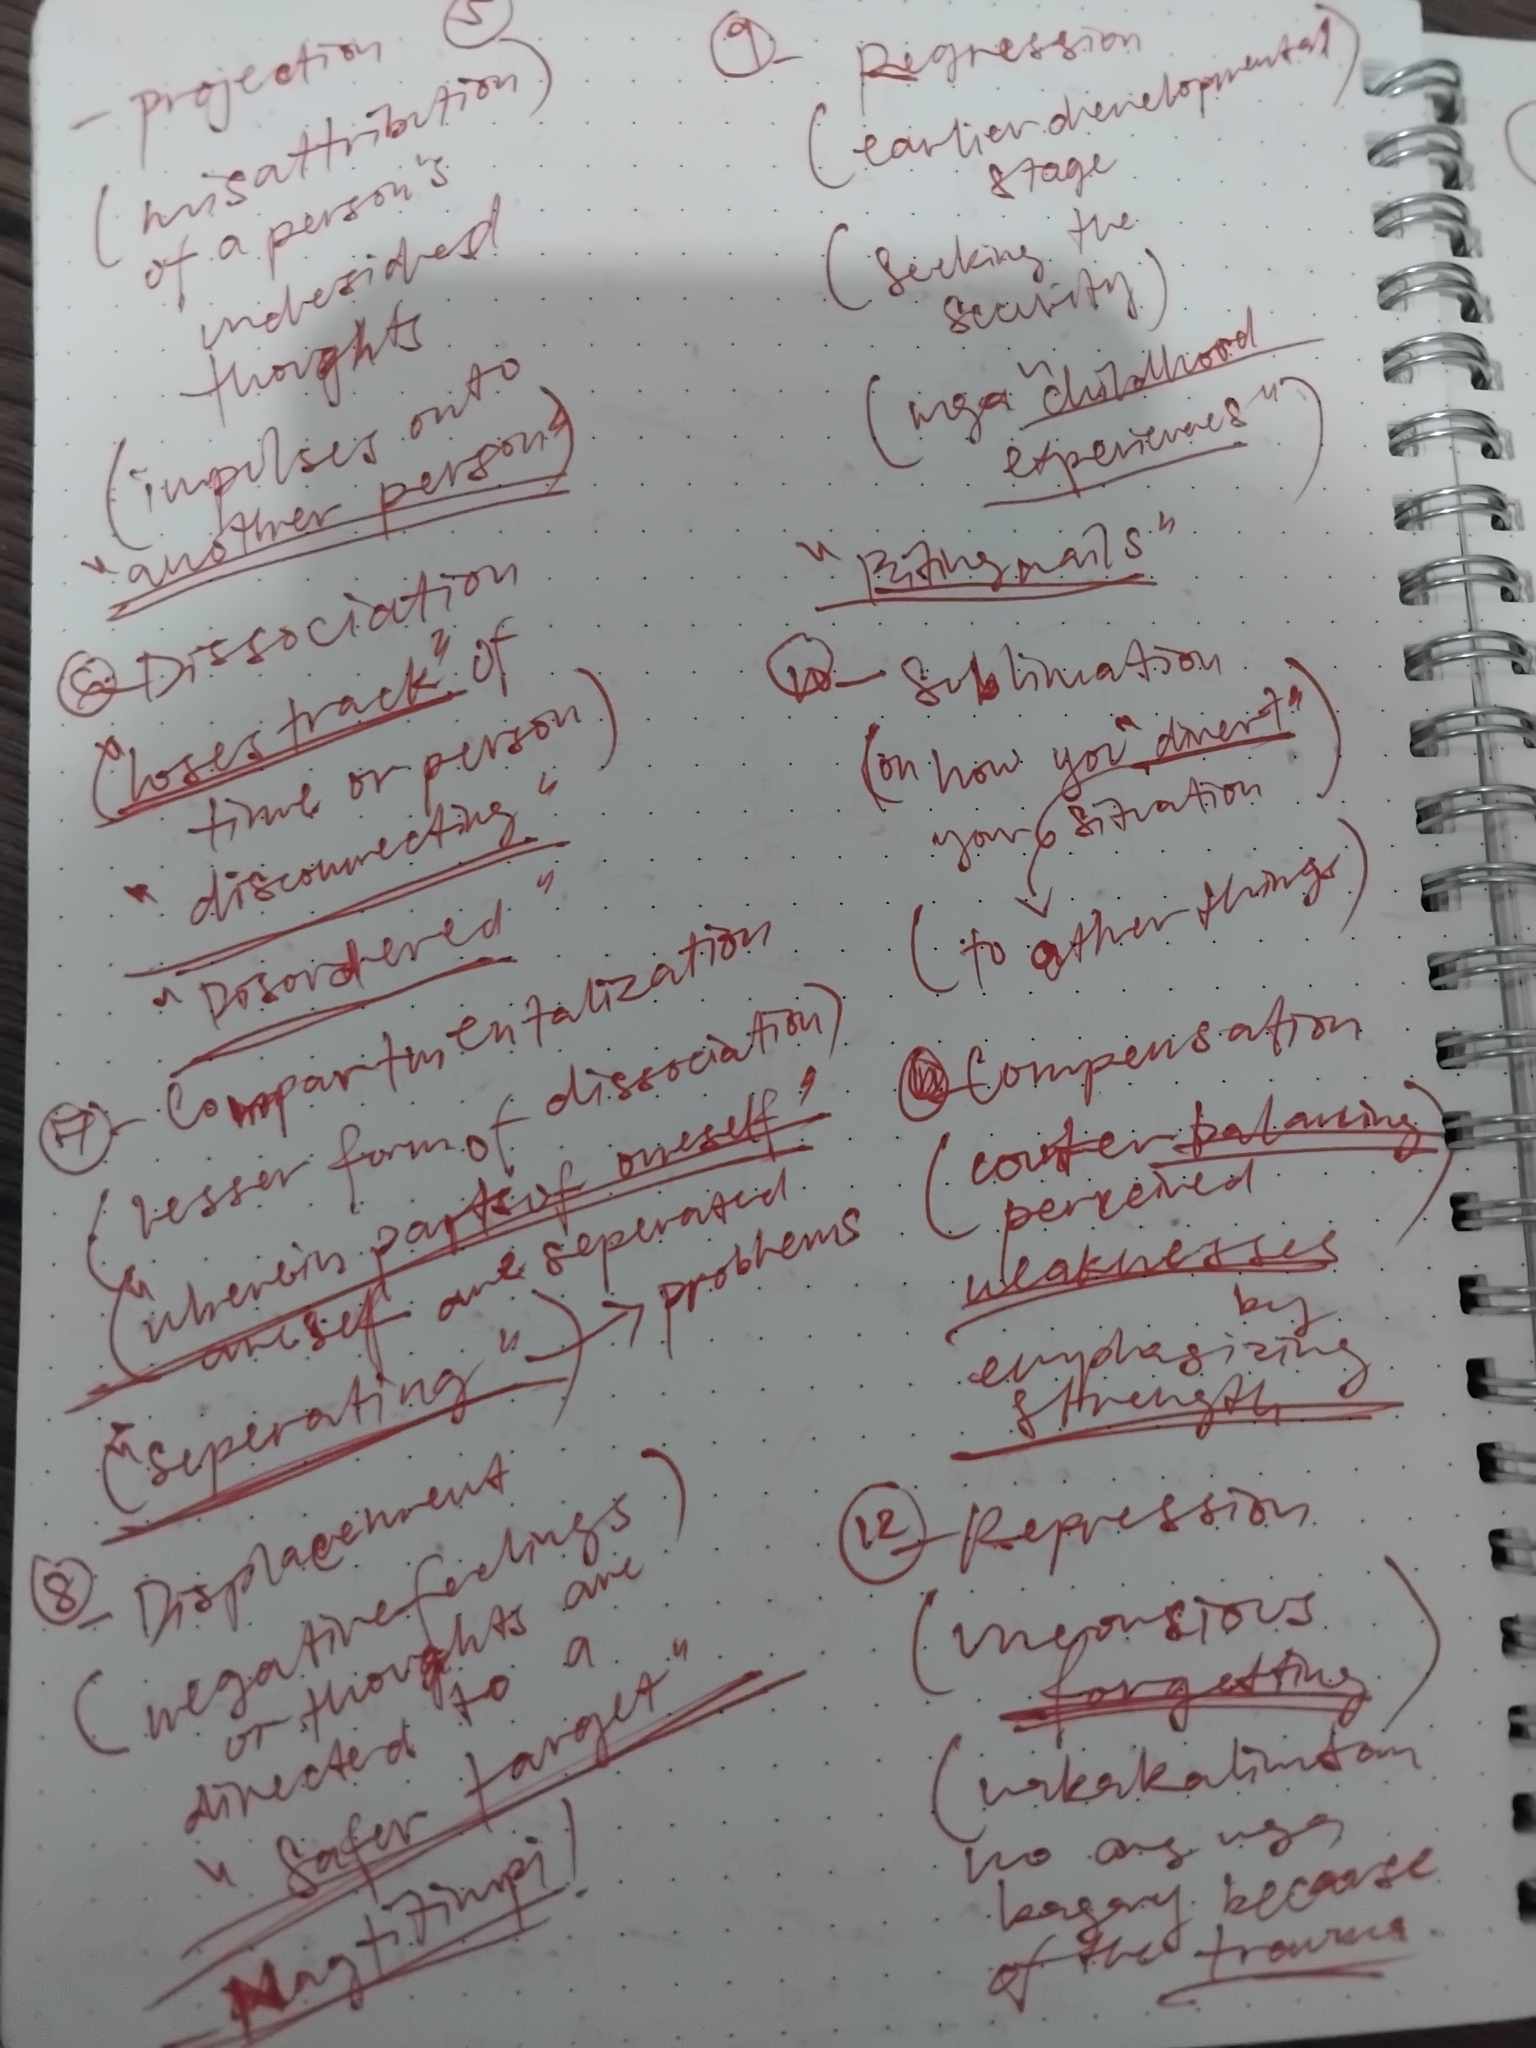 5
- projection
(misattribution)
of a person's
undesired
thoughts
(impulses onto
"another person")
6 - Dissociation
("loses track" of
time or person)
"disconnecting"
"Disordered"
7 - Compartmentalization
(lesser form of dissociation)
("wherein parts of oneself"
oneself are seperated
("seperating") → problems
8 - Displacement
(negative feelings)
or thoughts are
directed to a
"safer target"
Magtitimpi)
9 - Regression
(earlier developmental)
stage
(seeking the
security)
(mga "childhood
experiences")
"Biting nails"
10 - Sublimation
(on how you "divert"
your situation)
(to other things)
- Compensation
(counter balancing
perceived)
weaknesses
by
emphasizing
strength
12 - Repression
(unconsious
forgetting)
(nakakalimutan
mo ang mga
bagay because
of the trauma